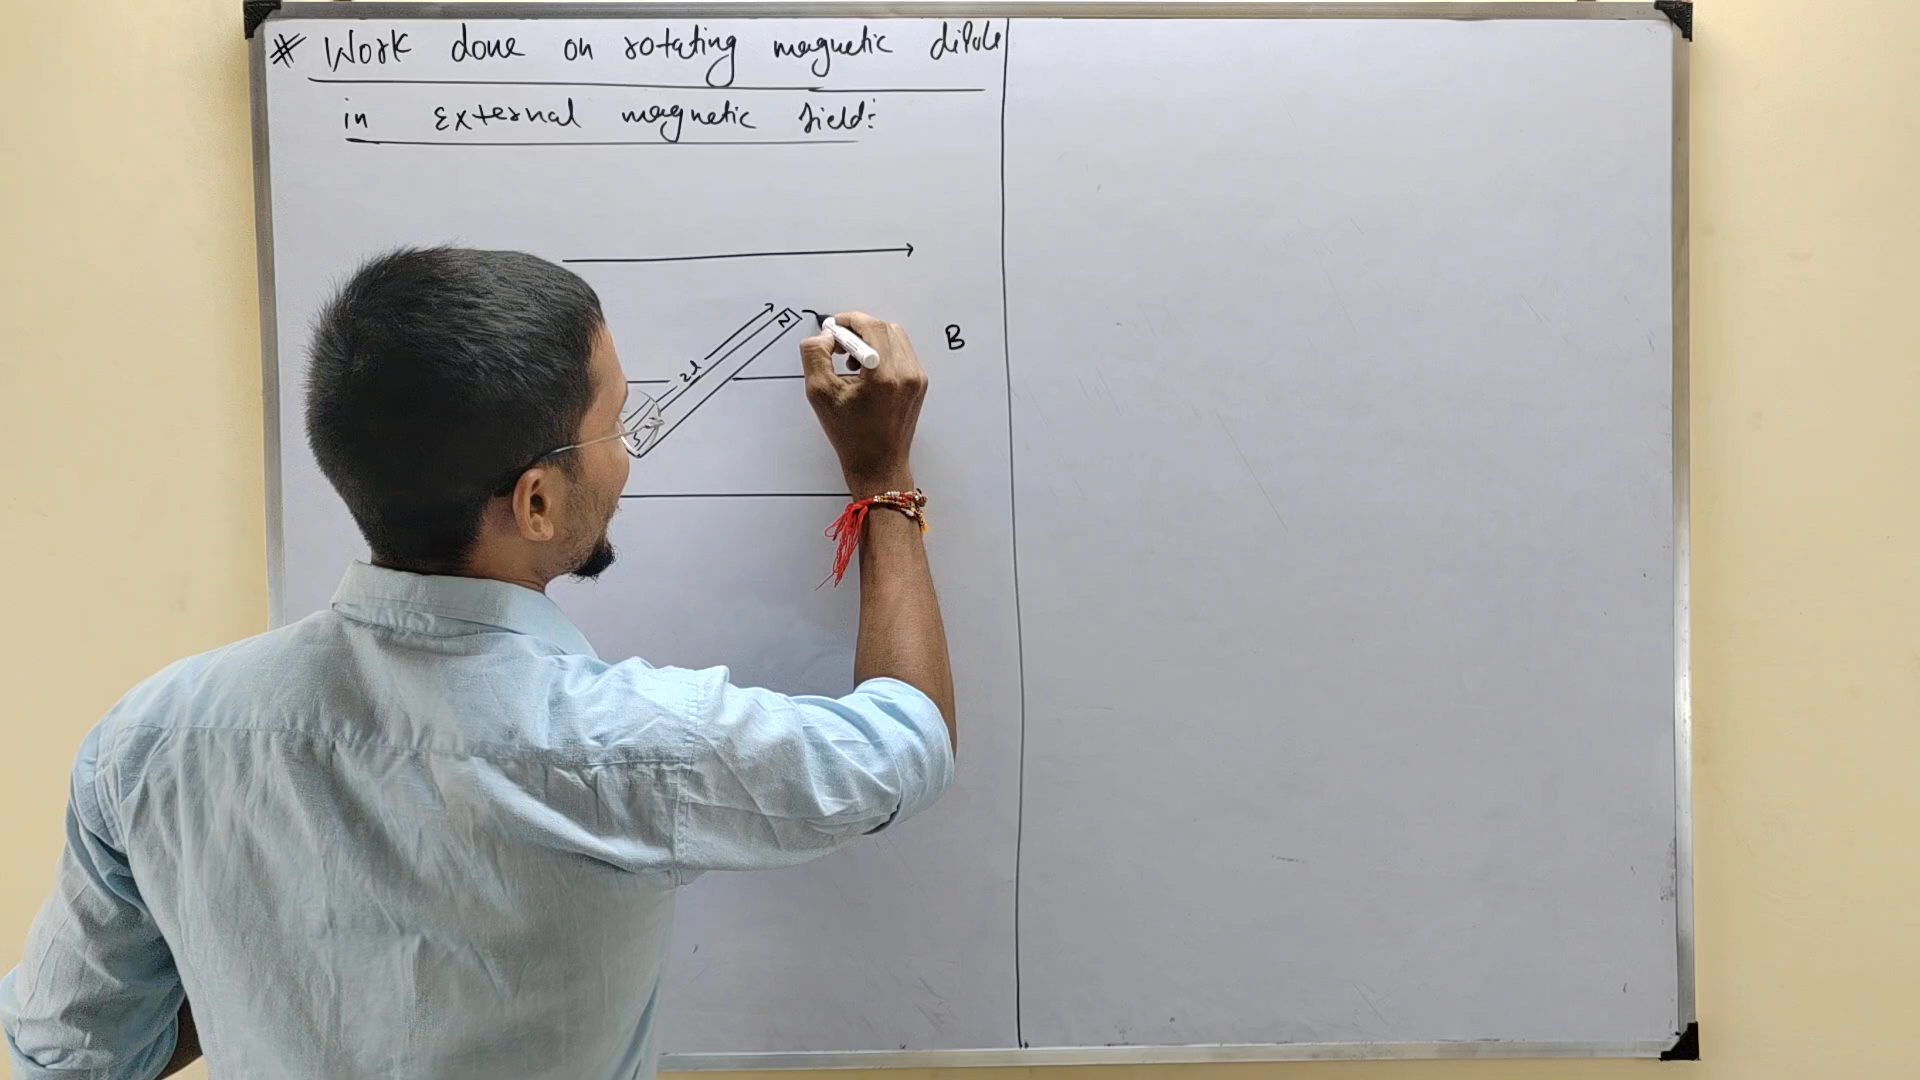 # Work done on rotating magnetic dipole
in External magnetic field:
N
B
2l
S